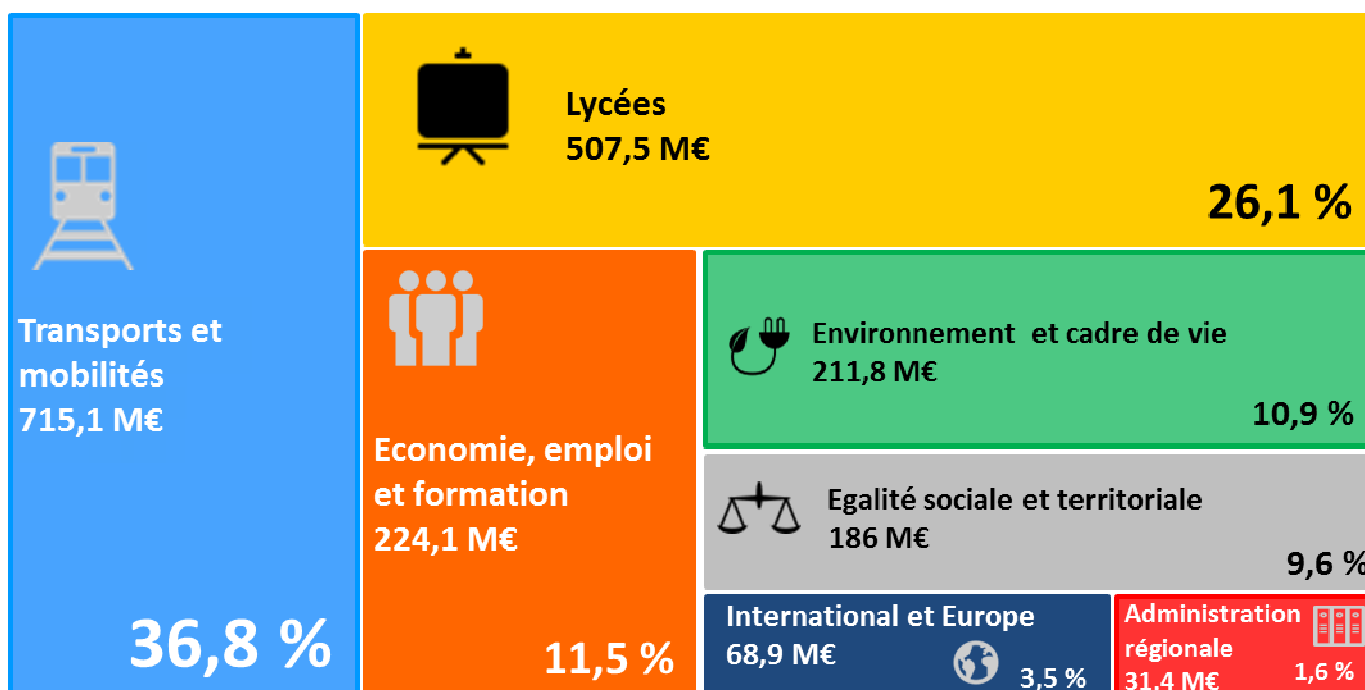 Transports et
mobilités
715,1 M€
36,8 %
Lycées
507,5 M€
26,1 %
Economie, emploi
et formation
224,1 M€
11,5 %
Environnement et cadre de vie
211,8 M€
10,9 %
Egalité sociale et territoriale
186 M€
9,6 %
International et Europe
68,9 M€
3,5 %
Administration
régionale
31,4 M€
1,6 %